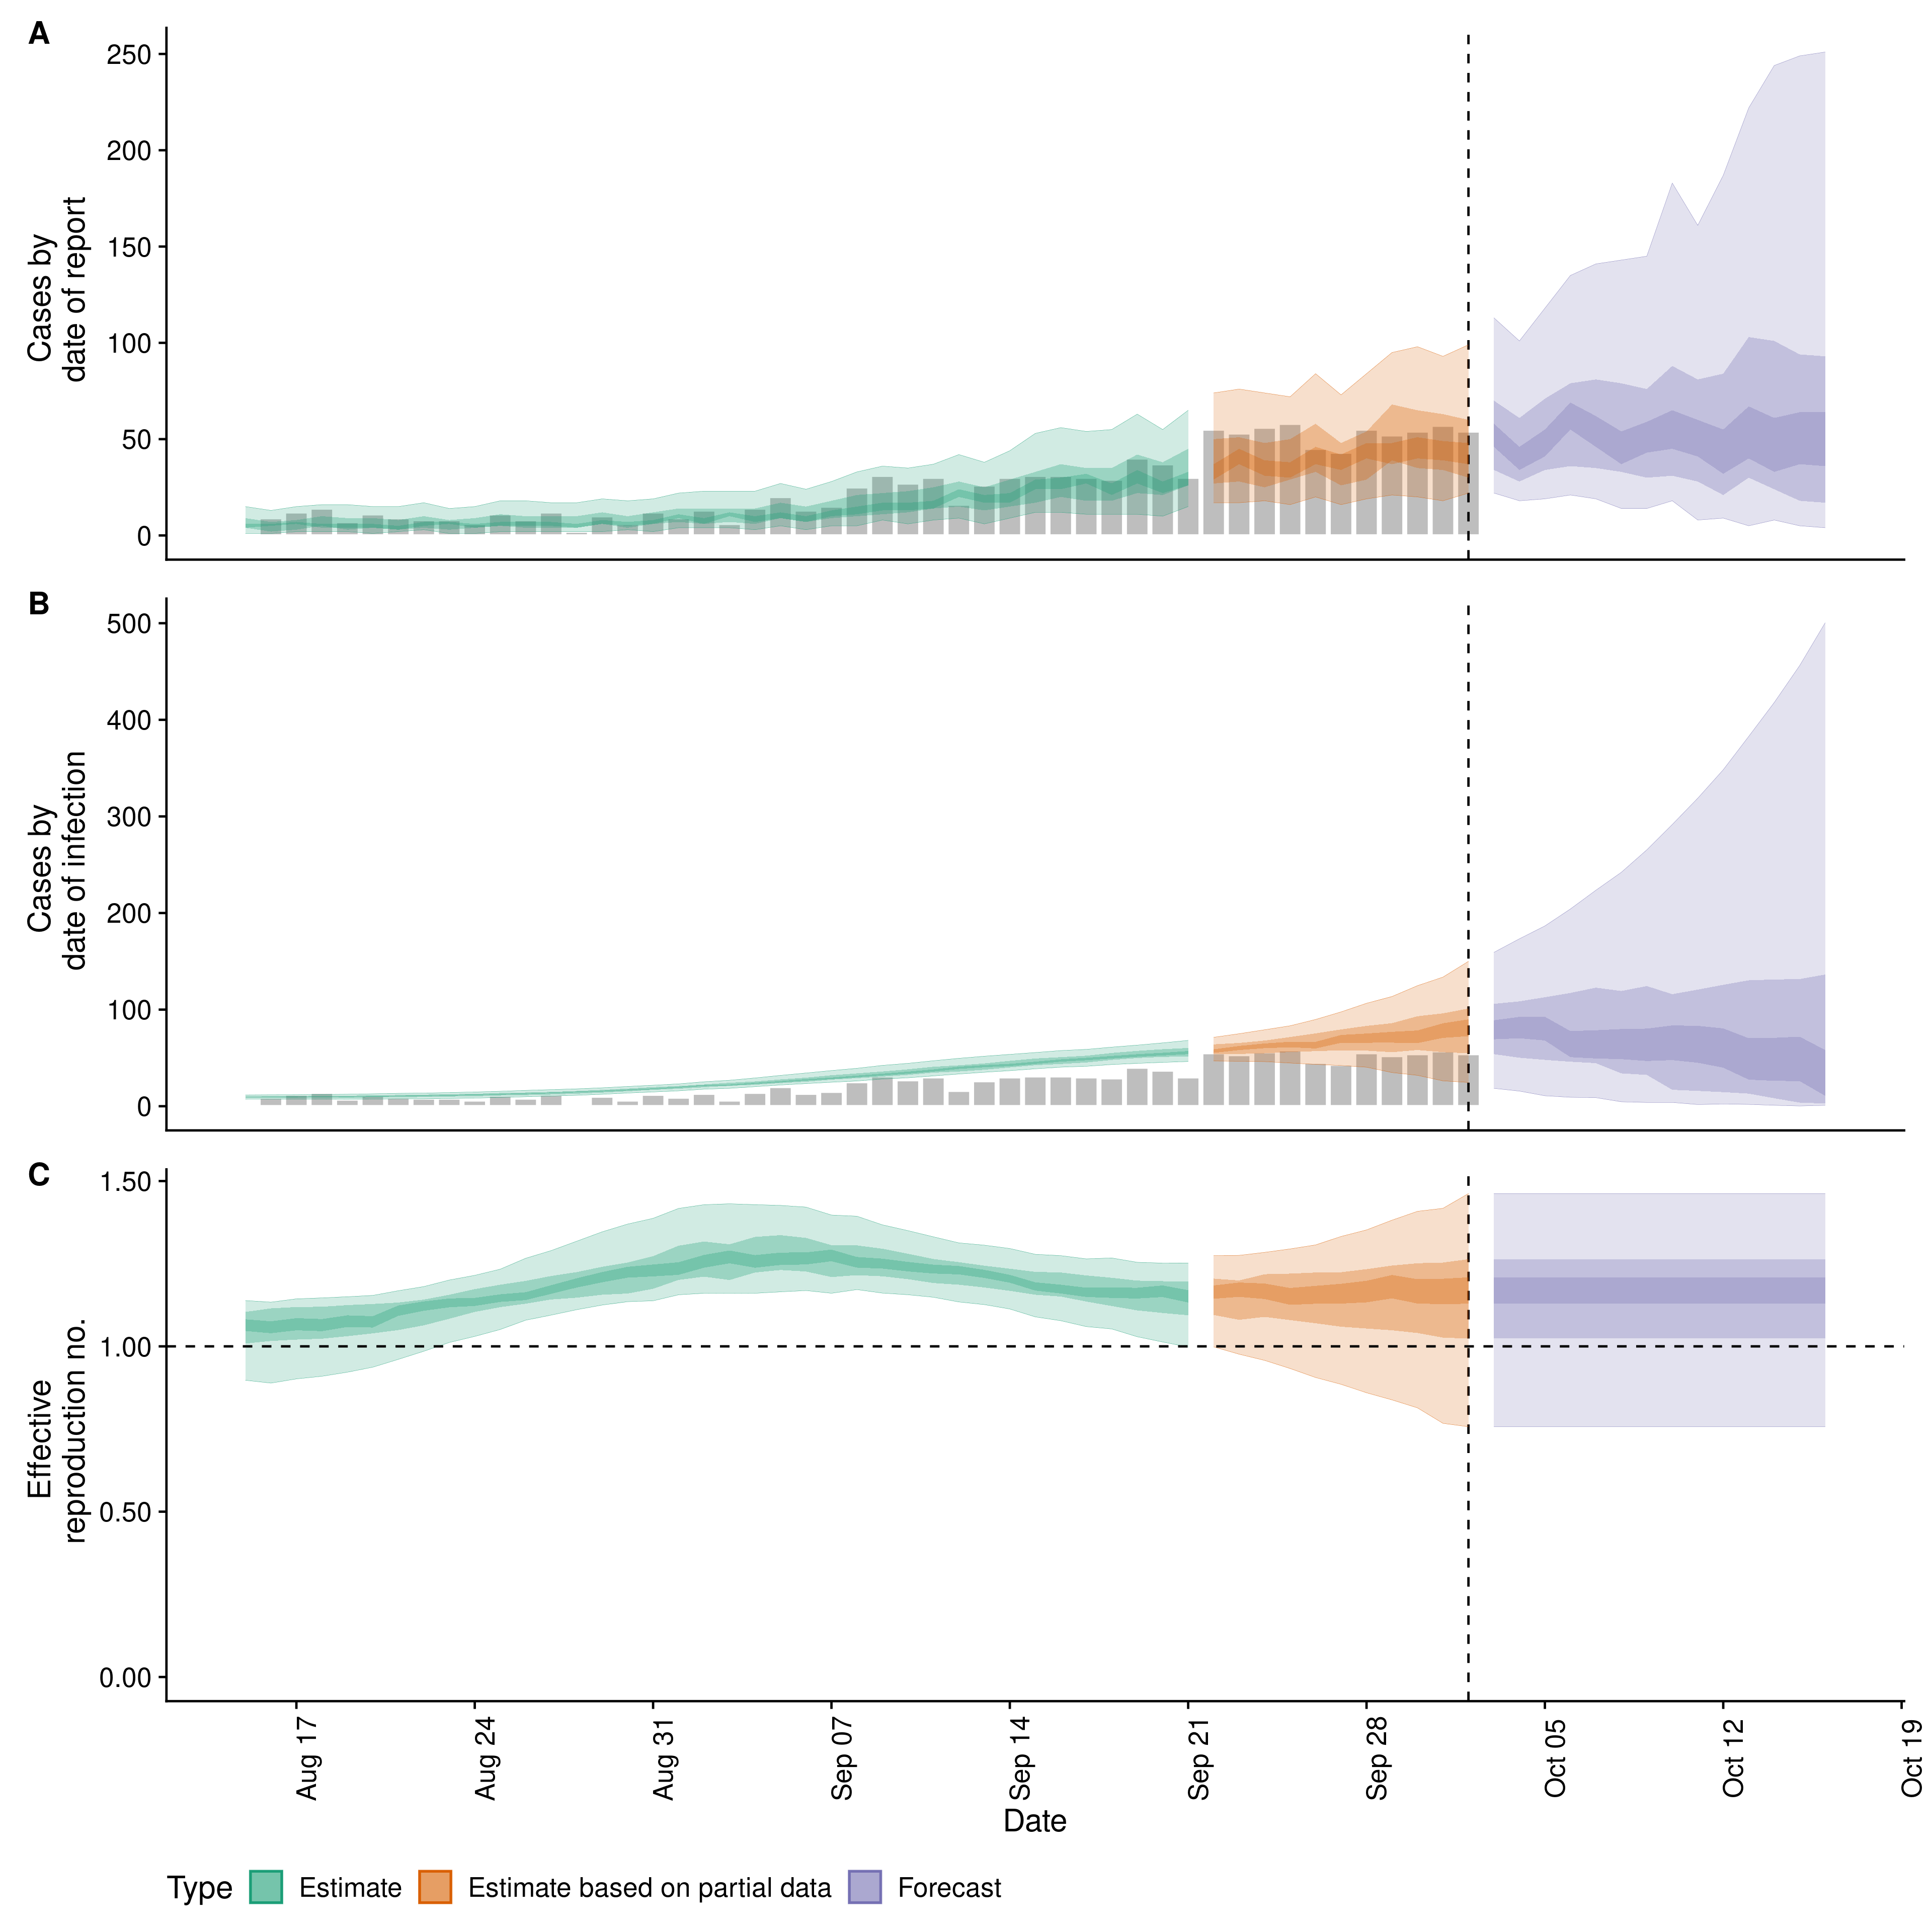 A
Cases by
date of report
250
200
150
100
50
0
B
Cases by
date of infection
500
400
300
200
100
0
C
Effective
reproduction no.
1.50
1.00
0.50
0.00
Aug 17
Aug 24
Aug 31
Sep 07
Sep 14
Sep 21
Sep 28
Oct 05
Oct 12
Oct 19
Date
Type Estimate Estimate based on partial data Forecast